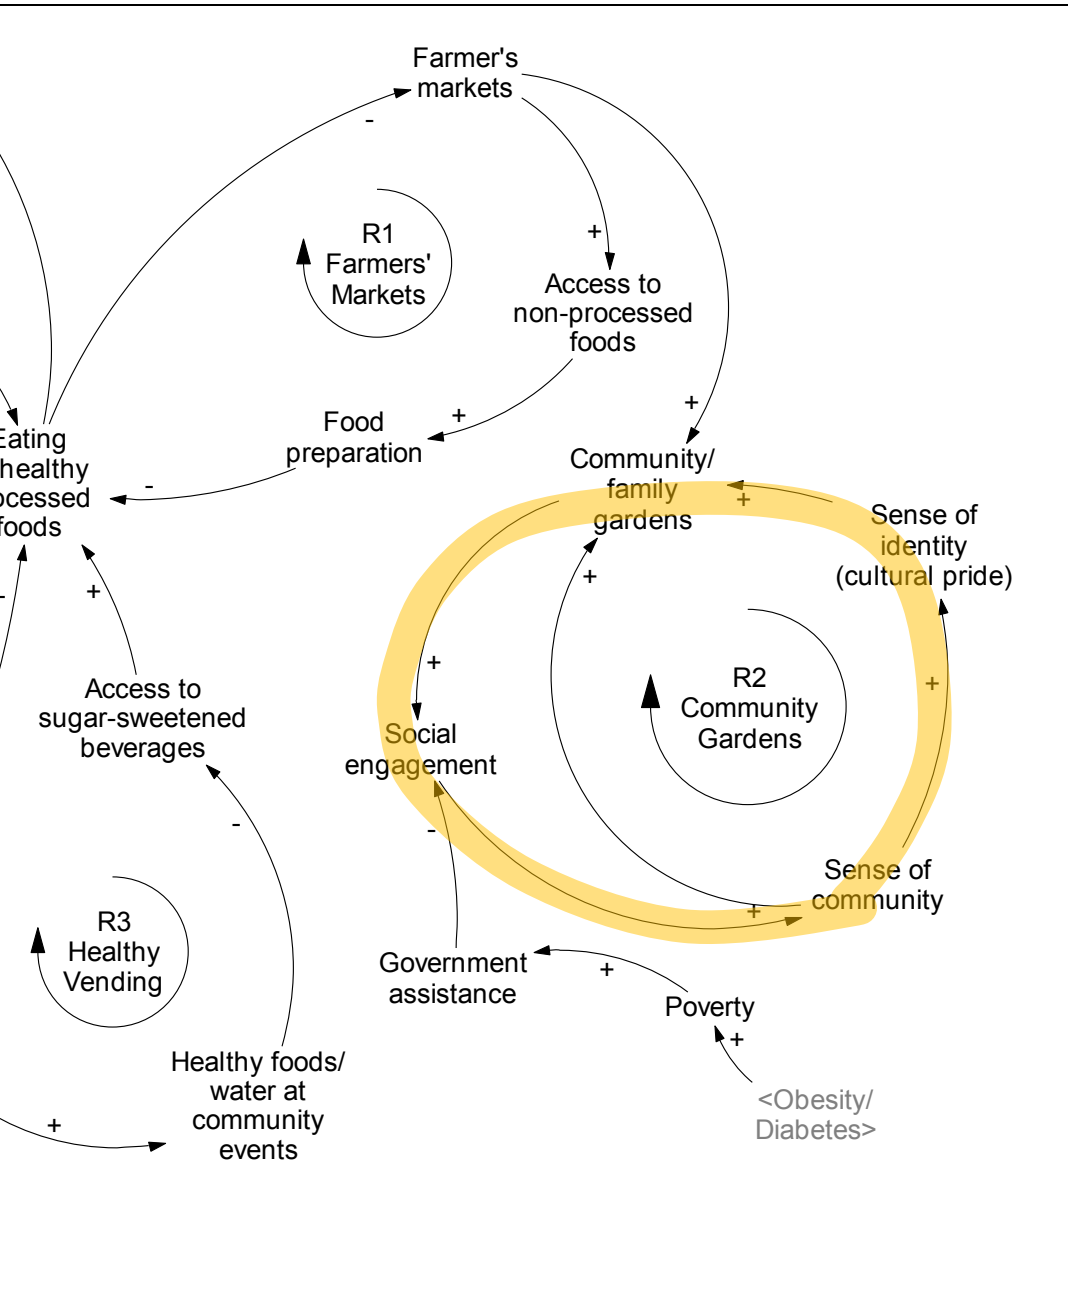 Farmer's
markets
-
R1
Farmers'
Markets
+
Access to
non-processed
foods
+
Food
preparation
+
-
Eating
healthy
foods
Community/
family
gardens
+
Sense of
identity
(cultural pride)
+
-
+
Access to
sugar-sweetened
beverages
+
Social
engagement
R2
Community
Gardens
+
-
-
Sense of
community
+
R3
Healthy
Vending
Government
assistance
+
Poverty
+
<Obesity/
Diabetes>
Healthy foods/
water at
community
events
+